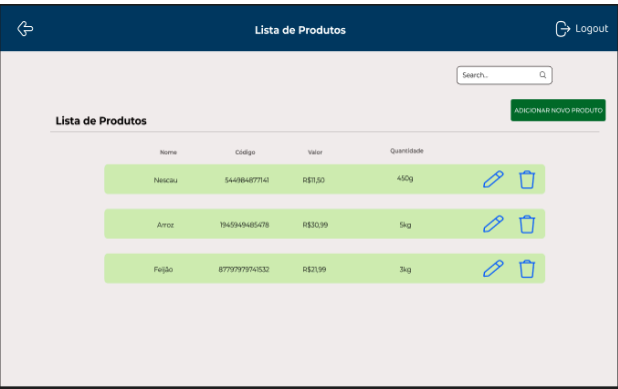 Lista de Produtos
Logout
Search..
ADICIONAR NOVO PRODUTO
Lista de Produtos
Nome Código Valor Quantidade
Nescau 544984877141 R$11,50 450g
Arroz 1945949485478 R$30,99 5kg
Feijão 87797979741532 R$21,99 3kg